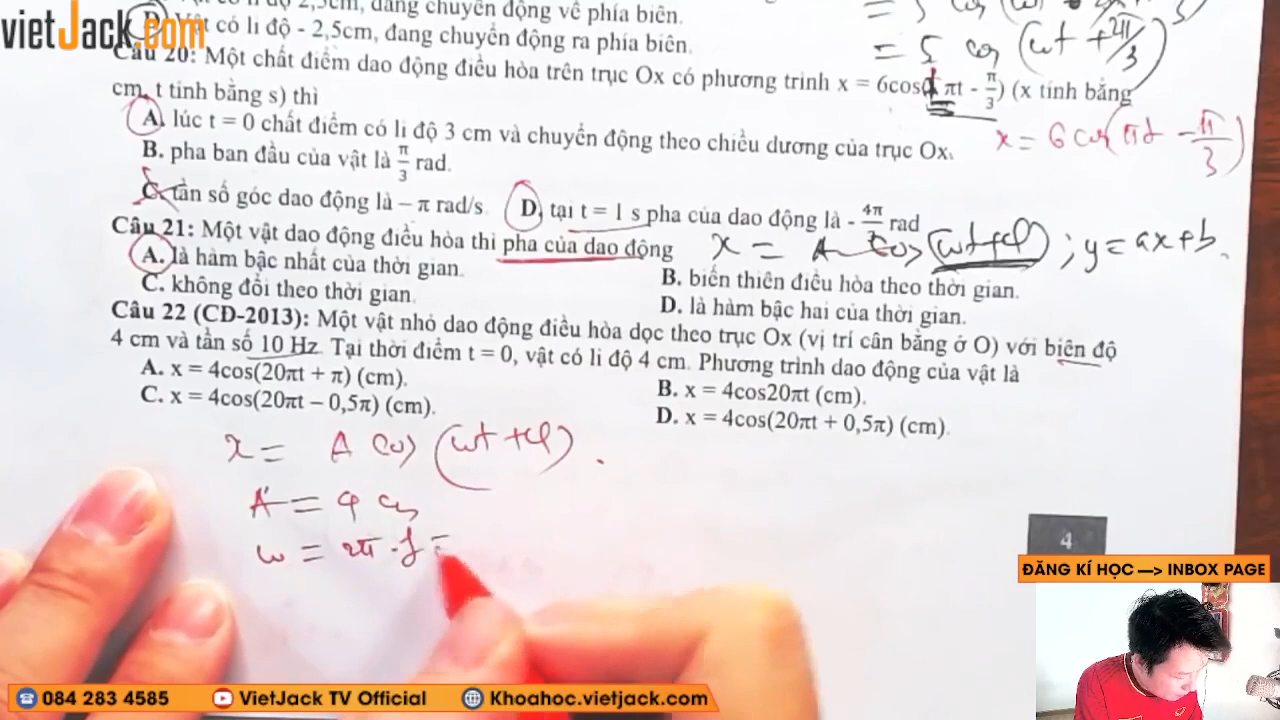 có li độ 2,5cm, đang chuyển động về phía biên.
vietJack.com
D. vật có li độ - 2,5cm, đang chuyển động ra phía biên.
= 5 cos (ωt + 2π/3)
Câu 20: Một chất điểm dao động điều hòa trên trục Ox có phương trình x = 6cos( πt - π/3) (x tính bằng
cm, t tính bằng s) thì
A. lúc t = 0 chất điểm có li độ 3 cm và chuyển động theo chiều dương của trục Ox.
x = 6 cos(πt - π/3)
B. pha ban đầu của vật là π/3 rad.
C. tần số góc dao động là – π rad/s.
D. tại t = 1 s pha của dao động là - 4π/ rad
Câu 21: Một vật dao động điều hòa thì pha của dao động
x = A cos (ωt+φ) ; y = ax+b.
A. là hàm bậc nhất của thời gian.
B. biến thiên điều hòa theo thời gian.
C. không đổi theo thời gian.
D. là hàm bậc hai của thời gian.
Câu 22 (CĐ-2013): Một vật nhỏ dao động điều hòa dọc theo trục Ox (vị trí cân bằng ở O) với biên độ
4 cm và tần số 10 Hz. Tại thời điểm t = 0, vật có li độ 4 cm. Phương trình dao động của vật là
A. x = 4cos(20πt + π) (cm).
B. x = 4cos20πt (cm).
C. x = 4cos(20πt – 0,5π) (cm).
D. x = 4cos(20πt + 0,5π) (cm).
x = A cos (ωt + φ).
A = 4 cm
ω = 2π.f =
4
ĐĂNG KÍ HỌC —> INBOX PAGE
084 283 4585
VietJack TV Official
Khoahoc.vietjack.com